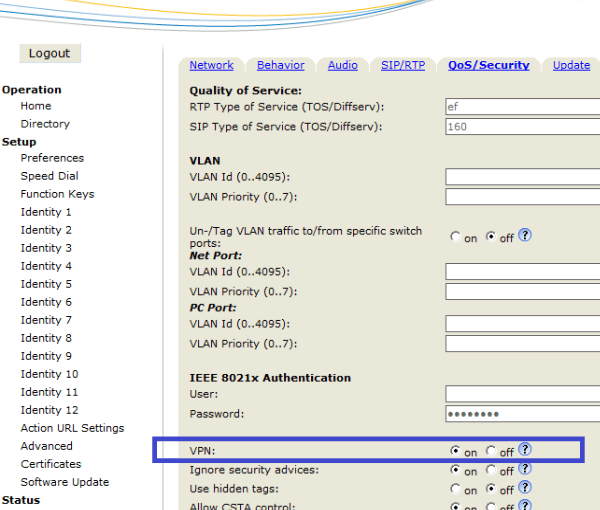 Logout
Network Behavior Audio SIP/RTP QoS/Security Update
Operation
Home
Directory
Setup
Preferences
Speed Dial
Function Keys
Identity 1
Identity 2
Identity 3
Identity 4
Identity 5
Identity 6
Identity 7
Identity 8
Identity 9
Identity 10
Identity 11
Identity 12
Action URL Settings
Advanced
Certificates
Software Update
Status
Quality of Service:
RTP Type of Service (TOS/Diffserv): ef
SIP Type of Service (TOS/Diffserv): 160
VLAN
VLAN Id (0..4095):
VLAN Priority (0..7):
Un-/Tag VLAN traffic to/from specific switch
ports: on off ?
Net Port:
VLAN Id (0..4095):
VLAN Priority (0..7):
PC Port:
VLAN Id (0..4095):
VLAN Priority (0..7):
IEEE 8021x Authentication
User:
Password: ••••••••
VPN: on off ?
Ignore security advices: on off ?
Use hidden tags: on off ?
Allow CSTA control: on off ?